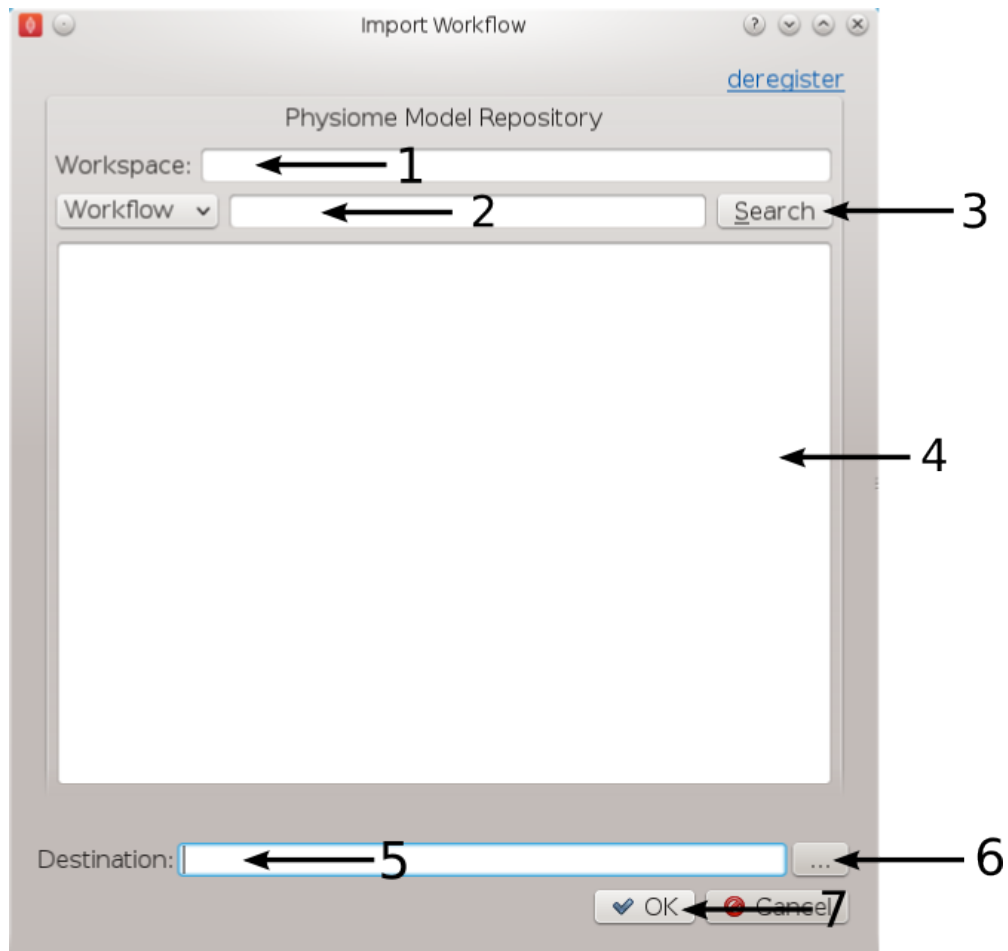 Import Workflow
deregister
Physiome Model Repository
Workspace: 1
Workflow 2 Search 3
4
Destination: 5 ... 6
OK 7 Cancel